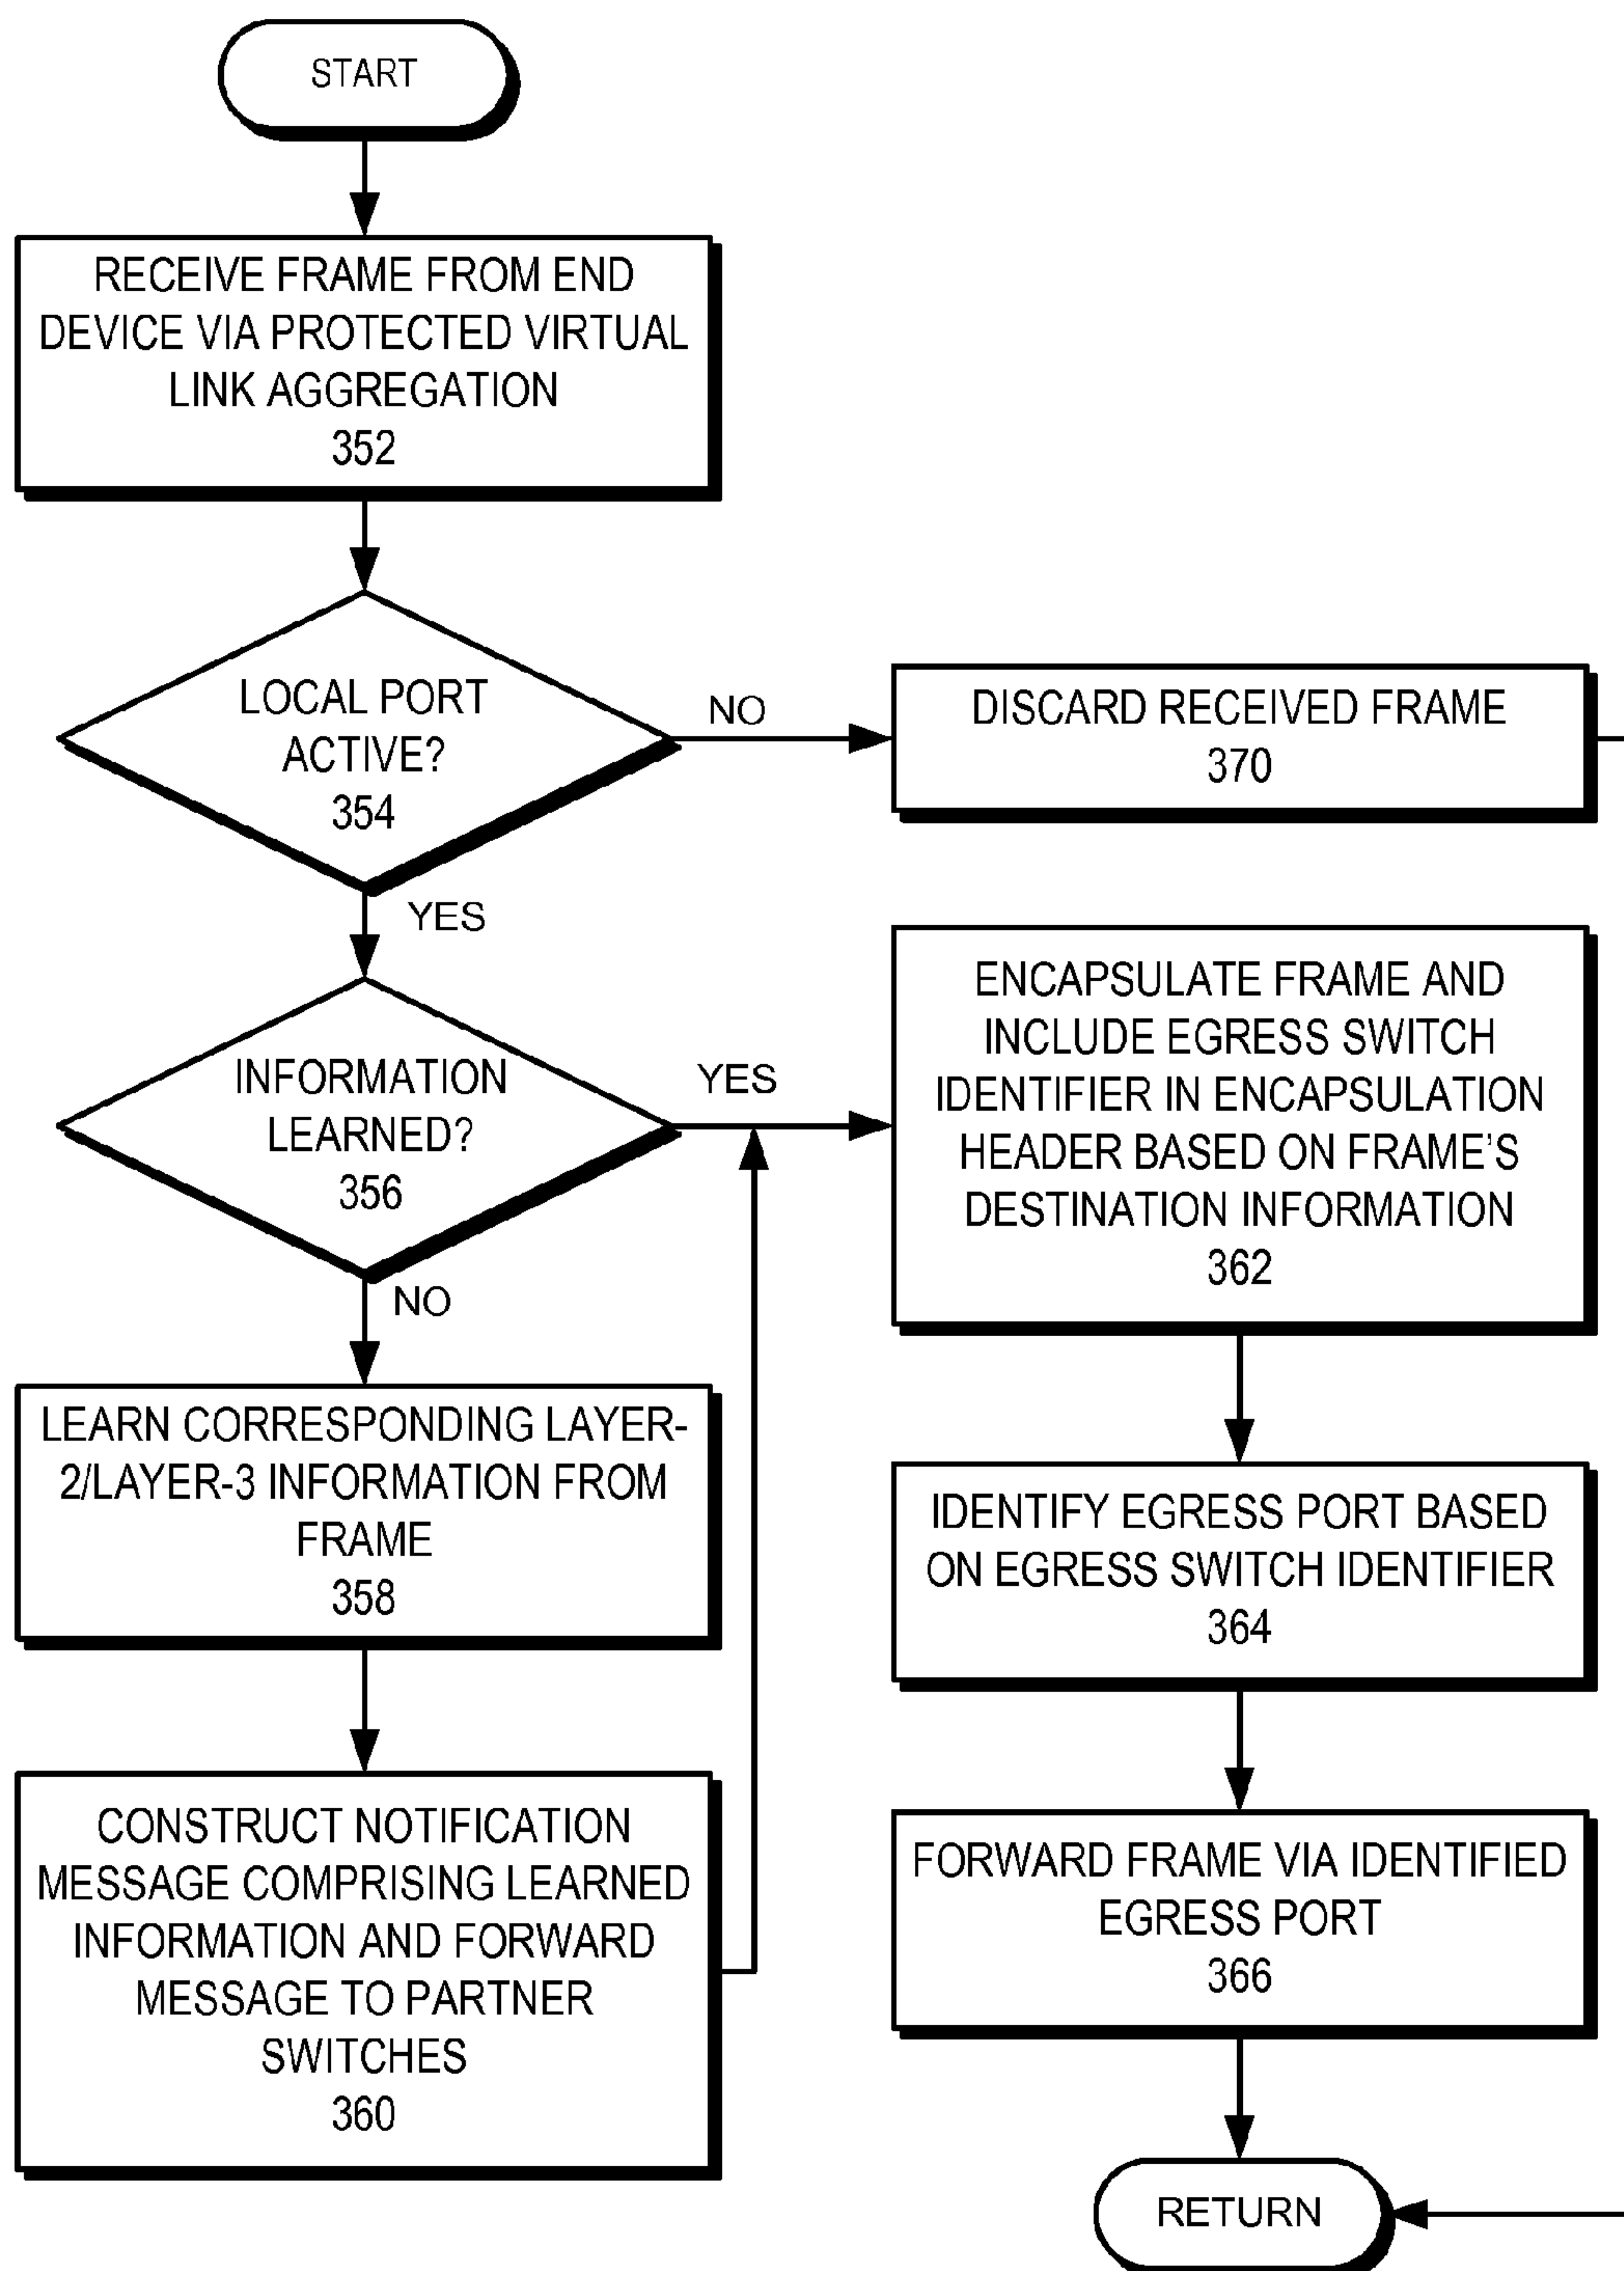 START
RECEIVE FRAME FROM END
DEVICE VIA PROTECTED VIRTUAL
LINK AGGREGATION
352
LOCAL PORT
ACTIVE?
354
NO
DISCARD RECEIVED FRAME
370
YES
INFORMATION
LEARNED?
356
YES
NO
LEARN CORRESPONDING LAYER-
2/LAYER-3 INFORMATION FROM
FRAME
358
CONSTRUCT NOTIFICATION
MESSAGE COMPRISING LEARNED
INFORMATION AND FORWARD
MESSAGE TO PARTNER
SWITCHES
360
ENCAPSULATE FRAME AND
INCLUDE EGRESS SWITCH
IDENTIFIER IN ENCAPSULATION
HEADER BASED ON FRAME'S
DESTINATION INFORMATION
362
IDENTIFY EGRESS PORT BASED
ON EGRESS SWITCH IDENTIFIER
364
FORWARD FRAME VIA IDENTIFIED
EGRESS PORT
366
RETURN